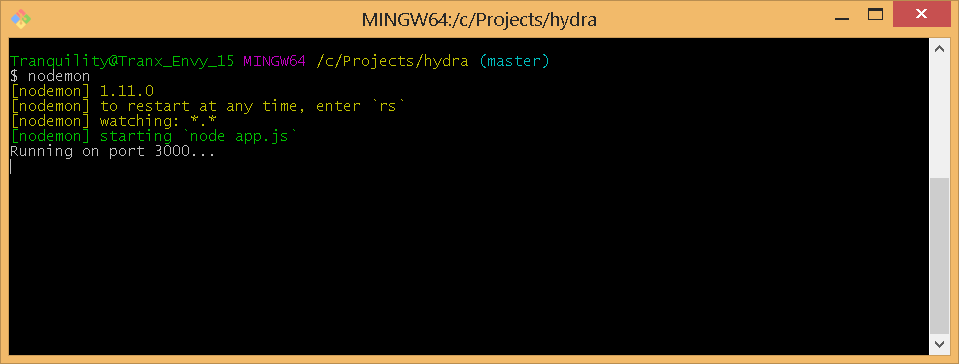 MINGW64:/c/Projects/hydra
Tranquility@Tranx_Envy_15 MINGW64 /c/Projects/hydra (master)
$ nodemon
[nodemon] 1.11.0
[nodemon] to restart at any time, enter `rs`
[nodemon] watching: *.*
[nodemon] starting `node app.js`
Running on port 3000...